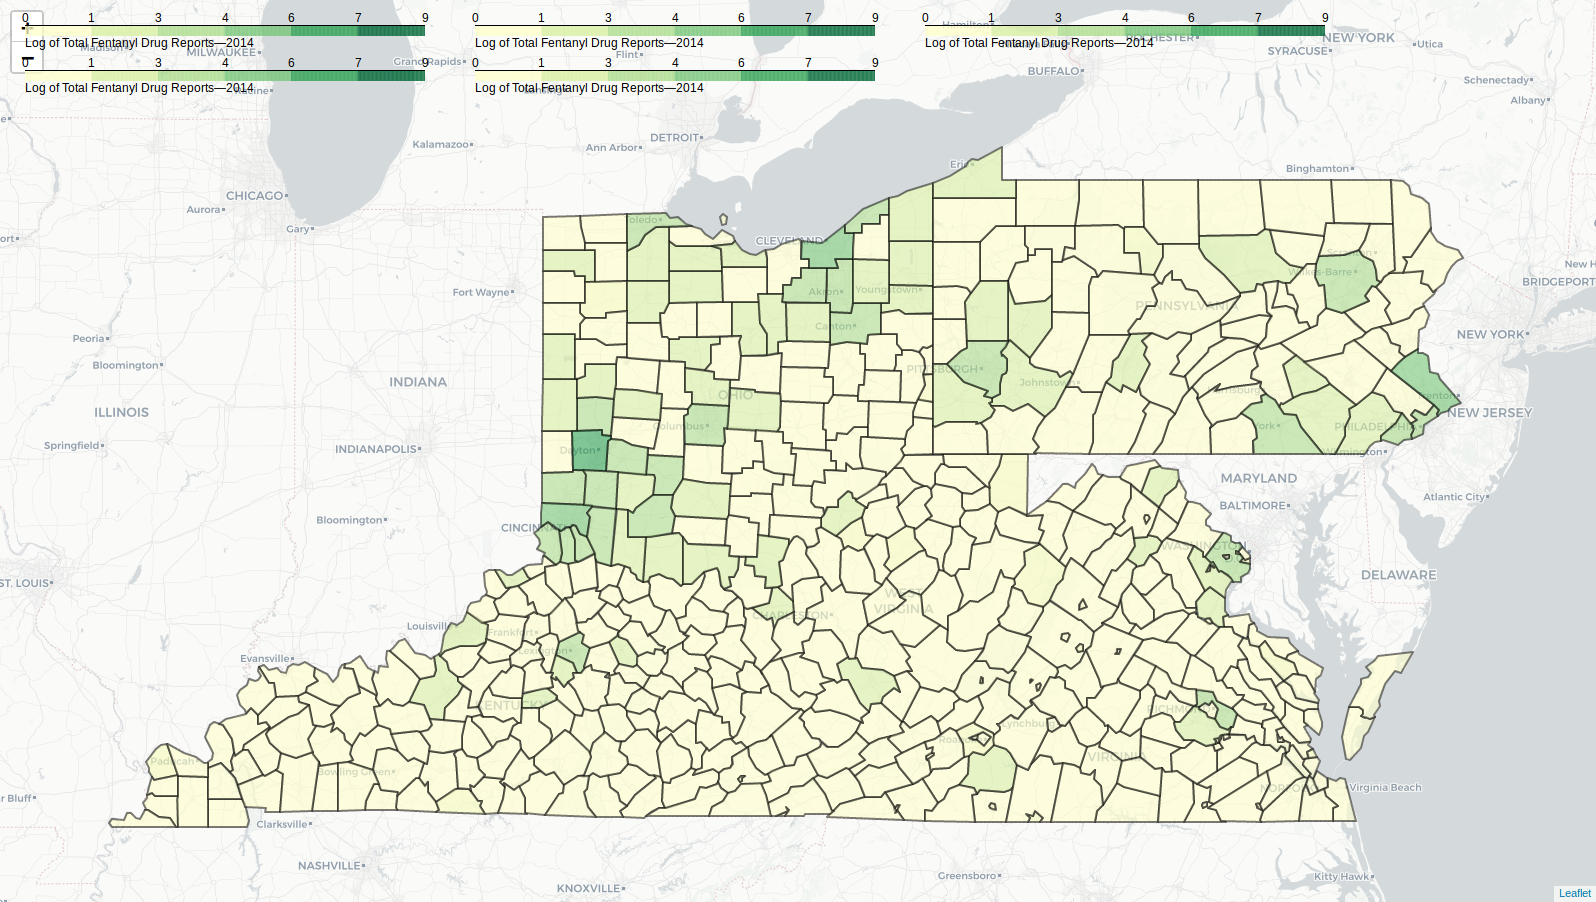 0 1 3 4 6 7 9
Log of Total Fentanyl Drug Reports—2014
0 1 3 4 6 7 9
Log of Total Fentanyl Drug Reports—2014
0 1 3 4 6 7 9
Log of Total Fentanyl Drug Reports—2014
0 1 3 4 6 7 9
Log of Total Fentanyl Drug Reports—2014
0 1 3 4 6 7 9
Log of Total Fentanyl Drug Reports—2014
+
−
Hamilton
NEW YORK
Utica
SYRACUSE
MILWAUKEE
Madison
Flint
Grand Rapids
BUFFALO
Schenectady
Albany
Racine
DETROIT
Ann Arbor
Kalamazoo
Erie
Binghamton
CHICAGO
Aurora
Gary
Toledo
CLEVELAND
Scranton
Wilkes-Barre
New H
BRIDGEPORT
Fort Wayne
Akron
Youngstown
PENNSYLVANIA
Canton
NEW YORK
Peoria
Bloomington
PITTSBURGH
Johnstown
INDIANA
OHIO
Harrisburg
Trenton
NEW JERSEY
ILLINOIS
Columbus
York
PHILADELPHIA
Springfield
INDIANAPOLIS
Dayton
Wilmington
MARYLAND
Atlantic City
BALTIMORE
Bloomington
CINCINNATI
WASHINGTON
DELAWARE
ST. LOUIS
WEST
VIRGINIA
CHARLESTON
Louisville
Frankfort
Lexington
Evansville
KENTUCKY
RICHMOND
Lynchburg
Roanoke
VIRGINIA
Paducah
Bowling Green
NORFOLK
Virginia Beach
r Bluff
Clarksville
NASHVILLE
Greensboro
Kitty Hawk
KNOXVILLE
Leaflet